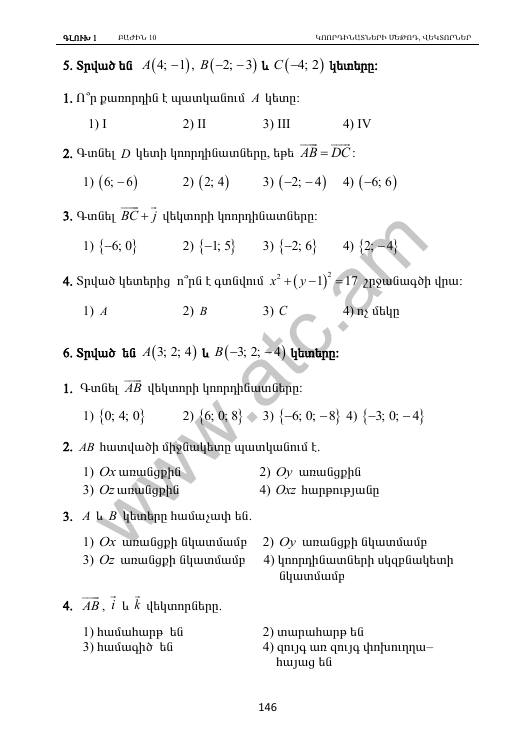 ԳԼՈՒԽ 1 ԲԱԺԻՆ 10 ԿՈՈՐԴԻՆԱՏՆԵՐԻ ՄԵԹՈԴ, ՎԵԿՏՈՐՆԵՐ
5. Տրված են A(4; −1), B(−2; −3) և C(−4; 2) կետերը:
1. Ո՞ր քառորդին է պատկանում A կետը:
1) I 2) II 3) III 4) IV
2. Գտնել D կետի կոորդինատները, եթե AB = DC:
1) (6; −6) 2) (2; 4) 3) (−2; −4) 4) (−6; 6)
3. Գտնել BC + j վեկտորի կոորդինատները:
1) {−6; 0} 2) {−1; 5} 3) {−2; 6} 4) {2; −4}
4. Տրված կետերից ո՞րն է գտնվում x² + (y −1)² = 17 շրջանագծի վրա:
1) A 2) B 3) C 4) ոչ մեկը
6. Տրված են A(3; 2; 4) և B(−3; 2; −4) կետերը:
1. Գտնել AB վեկտորի կոորդինատները:
1) {0; 4; 0} 2) {6; 0; 8} 3) {−6; 0; −8} 4) {−3; 0; −4}
2. AB հատվածի միջնակետը պատկանում է.
1) Ox առանցքին 2) Oy առանցքին
3) Oz առանցքին 4) Oxz հարթությանը
3. A և B կետերը համաչափ են.
1) Ox առանցքի նկատմամբ 2) Oy առանցքի նկատմամբ
3) Oz առանցքի նկատմամբ 4) կոորդինատների սկզբնակետի
նկատմամբ
4. AB, i և k վեկտորները.
1) համահարթ են 2) տարահարթ են
3) համագիծ են 4) զույգ առ զույգ փոխուղղա–
հայաց են
146
www.atc.am